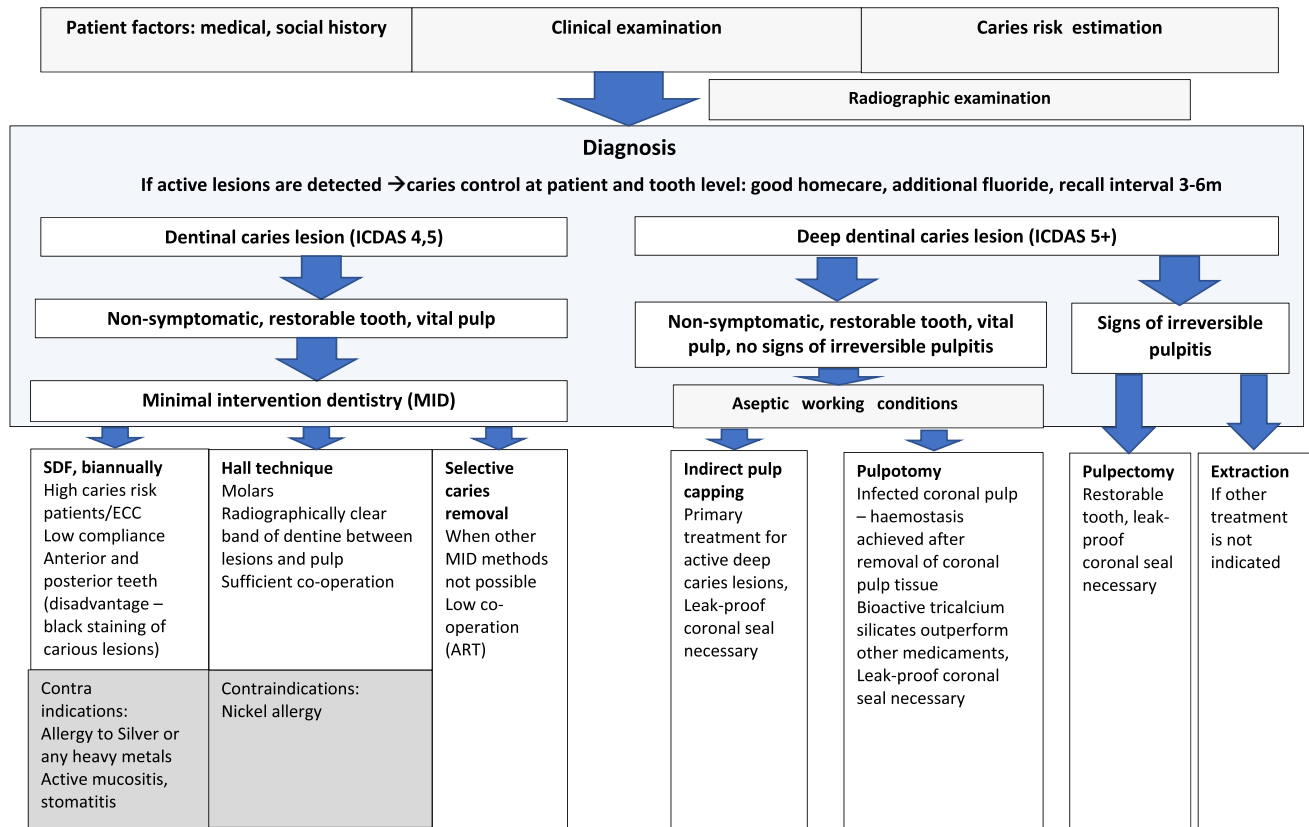 Patient factors: medical, social history
Clinical examination
Caries risk estimation
Radiographic examination
Diagnosis
If active lesions are detected →caries control at patient and tooth level: good homecare, additional fluoride, recall interval 3-6m
Dentinal caries lesion (ICDAS 4,5)
Non-symptomatic, restorable tooth, vital pulp
Minimal intervention dentistry (MID)
Deep dentinal caries lesion (ICDAS 5+)
Non-symptomatic, restorable tooth, vital
pulp, no signs of irreversible pulpitis
Signs of irreversible
pulpitis
Aseptic working conditions
SDF, biannually
High caries risk
patients/ECC
Low compliance
Anterior and
posterior teeth
(disadvantage –
black staining of
carious lesions)
Contra
indications:
Allergy to Silver or
any heavy metals
Active mucositis,
stomatitis
Hall technique
Molars
Radiographically clear
band of dentine between
lesions and pulp
Sufficient co-operation
Contraindications:
Nickel allergy
Selective
caries
removal
When other
MID methods
not possible
Low co-
operation
(ART)
Indirect pulp
capping
Primary
treatment for
active deep
caries lesions,
Leak-proof
coronal seal
necessary
Pulpotomy
Infected coronal pulp
– haemostasis
achieved after
removal of coronal
pulp tissue
Bioactive tricalcium
silicates outperform
other medicaments,
Leak-proof coronal
seal necessary
Pulpectomy
Restorable
tooth, leak-
proof
coronal seal
necessary
Extraction
If other
treatment
is not
indicated